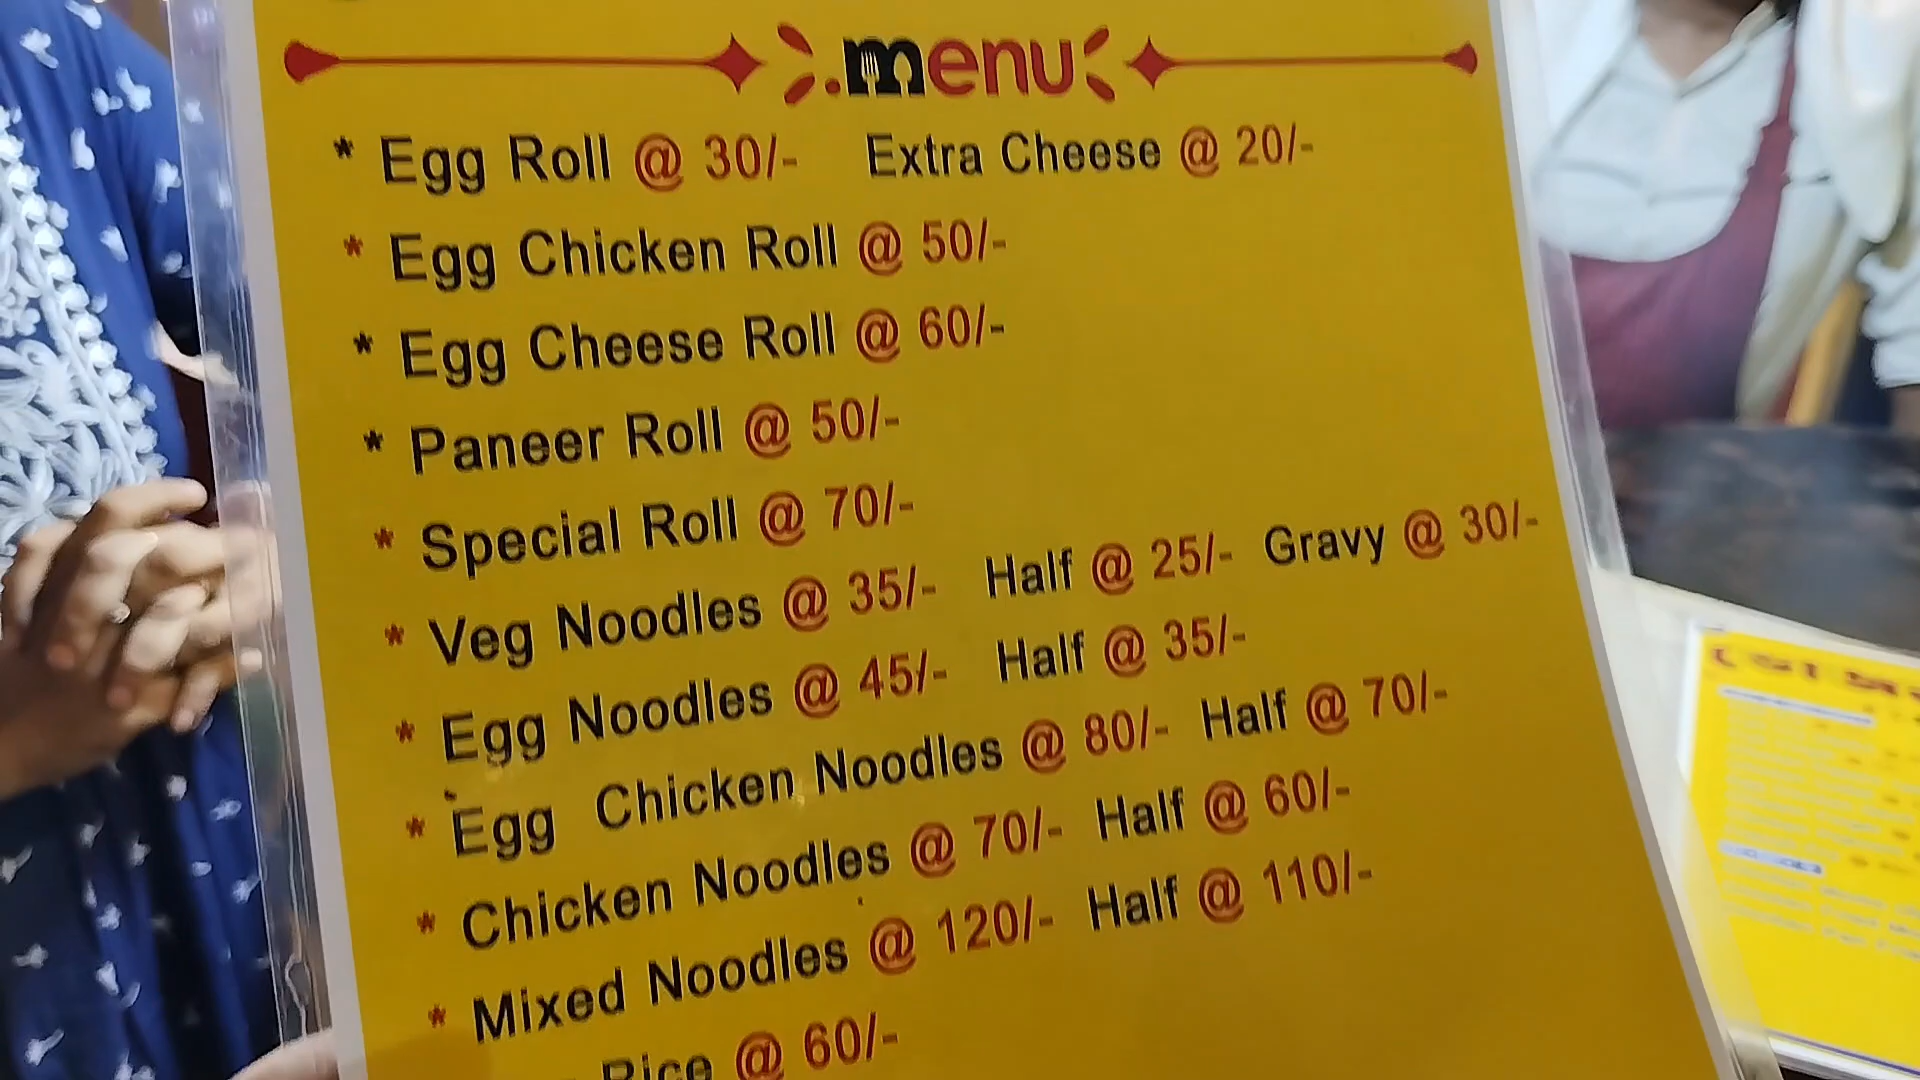 menu
* Egg Roll @ 30/- Extra Cheese @ 20/-
* Egg Chicken Roll @ 50/-
* Egg Cheese Roll @ 60/-
* Paneer Roll @ 50/-
* Special Roll @ 70/-
* Veg Noodles @ 35/- Half @ 25/- Gravy @ 30/-
* Egg Noodles @ 45/- Half @ 35/-
* Egg Chicken Noodles @ 80/- Half @ 70/-
* Chicken Noodles @ 70/- Half @ 60/-
* Mixed Noodles @ 120/- Half @ 110/-
Rice @ 60/-